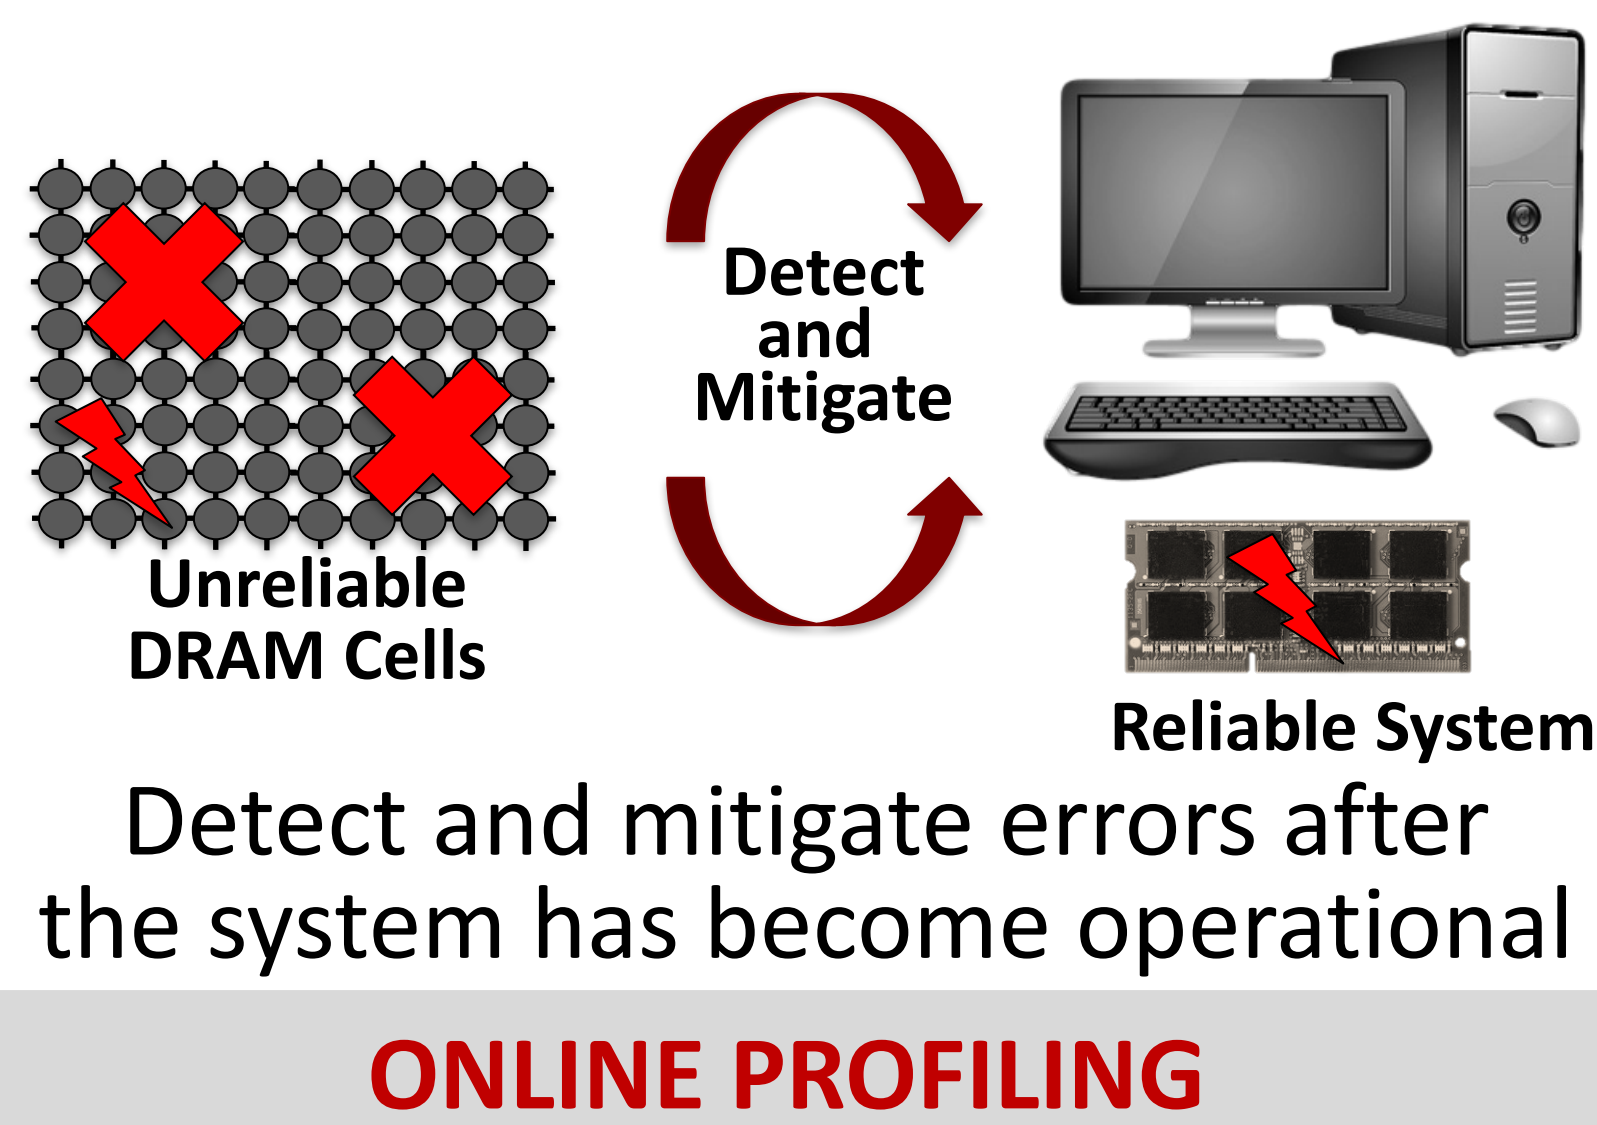 Detect
and
Mitigate
Unreliable
DRAM Cells
Reliable System
Detect and mitigate errors after
the system has become operational
ONLINE PROFILING